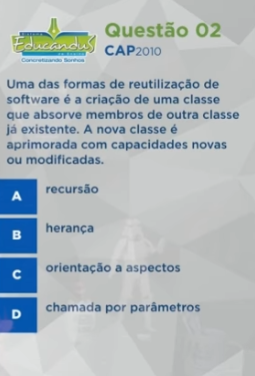 Educandus
Concretizando Sonhos
Questão 02
CAP2010
Uma das formas de reutilização de
software é a criação de uma classe
que absorve membros de outra classe
já existente. A nova classe é
aprimorada com capacidades novas
ou modificadas.
A recursão
B herança
C orientação a aspectos
D chamada por parâmetros